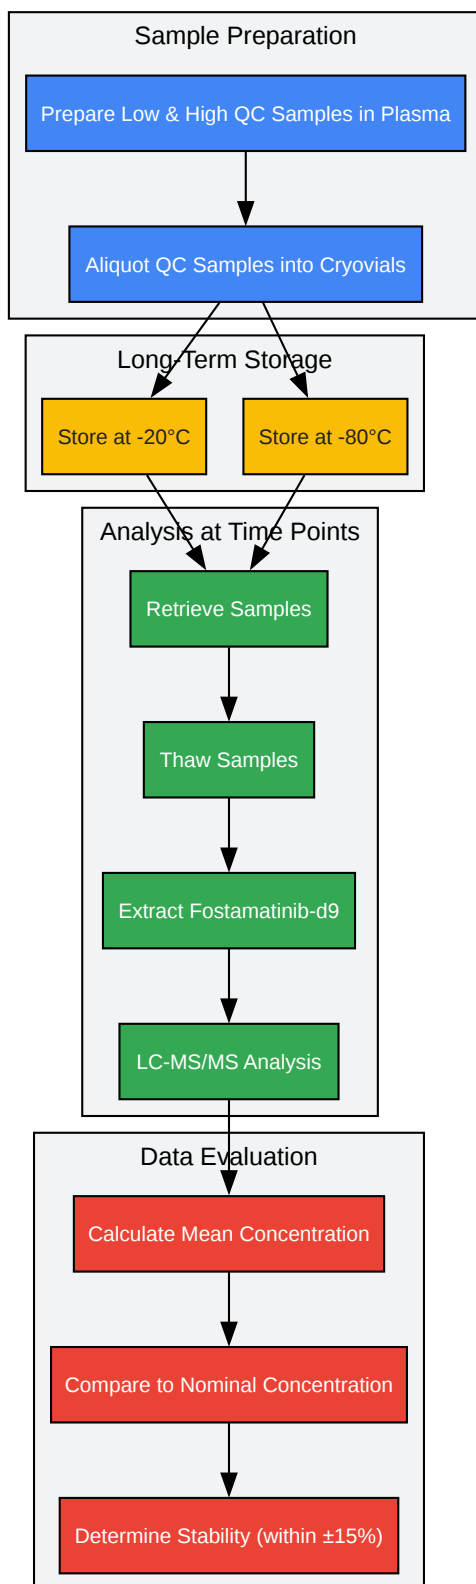 Sample Preparation
Prepare Low & High QC Samples in Plasma
Aliquot QC Samples into Cryovials
Long-Term Storage
Store at -20°C
Store at -80°C
Analysis at Time Points
Retrieve Samples
Thaw Samples
Extract Fostamatinib-d9
LC-MS/MS Analysis
Data Evaluation
Calculate Mean Concentration
Compare to Nominal Concentration
Determine Stability (within ±15%)